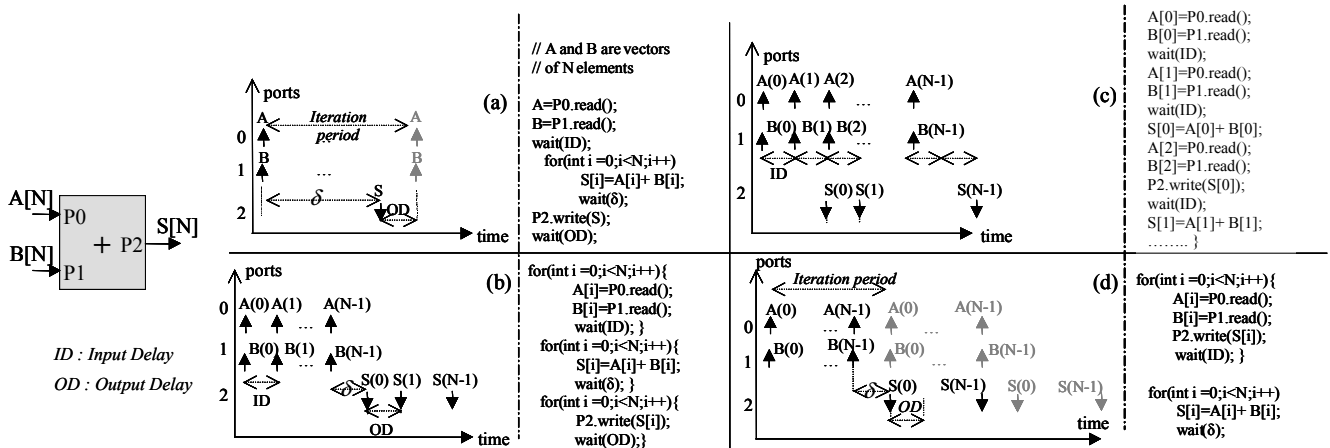 A[N]
P0
B[N]
P1
+
P2
S[N]
ID : Input Delay
OD : Output Delay
(a)
ports
A
Iteration
period
A
0
...
B
B
1
...
δ
S
OD
2
time
// A and B are vectors
// of N elements
A=P0.read();
B=P1.read();
wait(ID);
for(int i =0;i<N;i++)
S[i]=A[i]+ B[i];
wait(δ);
P2.write(S);
wait(OD);
(b)
ports
0
A(0) A(1) A(N-1)
...
1
B(0) B(1) B(N-1)
...
ID
δ
S(0) S(1) S(N-1)
2
OD
time
for(int i =0;i<N;i++){
A[i]=P0.read();
B[i]=P1.read();
wait(ID); }
for(int i =0;i<N;i++){
S[i]=A[i]+ B[i];
wait(δ); }
for(int i =0;i<N;i++){
P2.write(S[i]);
wait(OD);}
(c)
ports
A(0) A(1) A(2) A(N-1)
0
...
B(0) B(1) B(2) B(N-1)
1
...
ID
S(0) S(1) S(N-1)
2
time
A[0]=P0.read();
B[0]=P1.read();
wait(ID);
A[1]=P0.read();
B[1]=P1.read();
wait(ID);
S[0]=A[0]+ B[0];
A[2]=P0.read();
B[2]=P1.read();
P2.write(S[0]);
wait(ID);
S[1]=A[1]+ B[1];
........ }
(d)
ports
Iteration period
A(0) A(N-1) A(0) A(N-1)
0
... ...
B(0) B(N-1) B(0) B(N-1)
1
... ...
δ
S(0) S(N-1) S(0) S(N-1)
OD
2
time
for(int i =0;i<N;i++){
A[i]=P0.read();
B[i]=P1.read();
P2.write(S[i]);
wait(ID); }
for(int i =0;i<N;i++)
S[i]=A[i]+ B[i];
wait(δ);